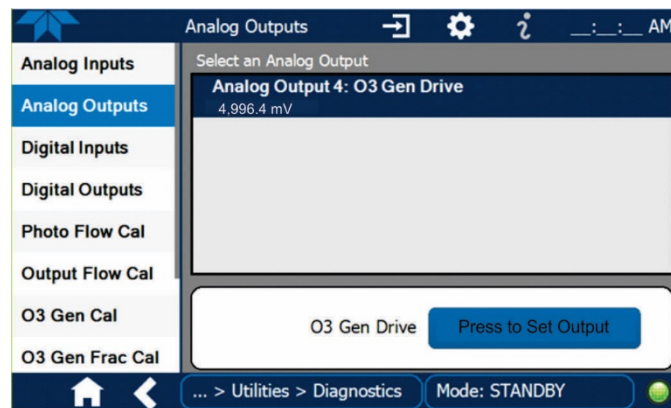 Analog Outputs
__:__:__ AM
Analog Inputs
Analog Outputs
Digital Inputs
Digital Outputs
Photo Flow Cal
Output Flow Cal
O3 Gen Cal
O3 Gen Frac Cal
Select an Analog Output
Analog Output 4: O3 Gen Drive
4,996.4 mV
O3 Gen Drive
Press to Set Output
... > Utilities > Diagnostics
Mode: STANDBY